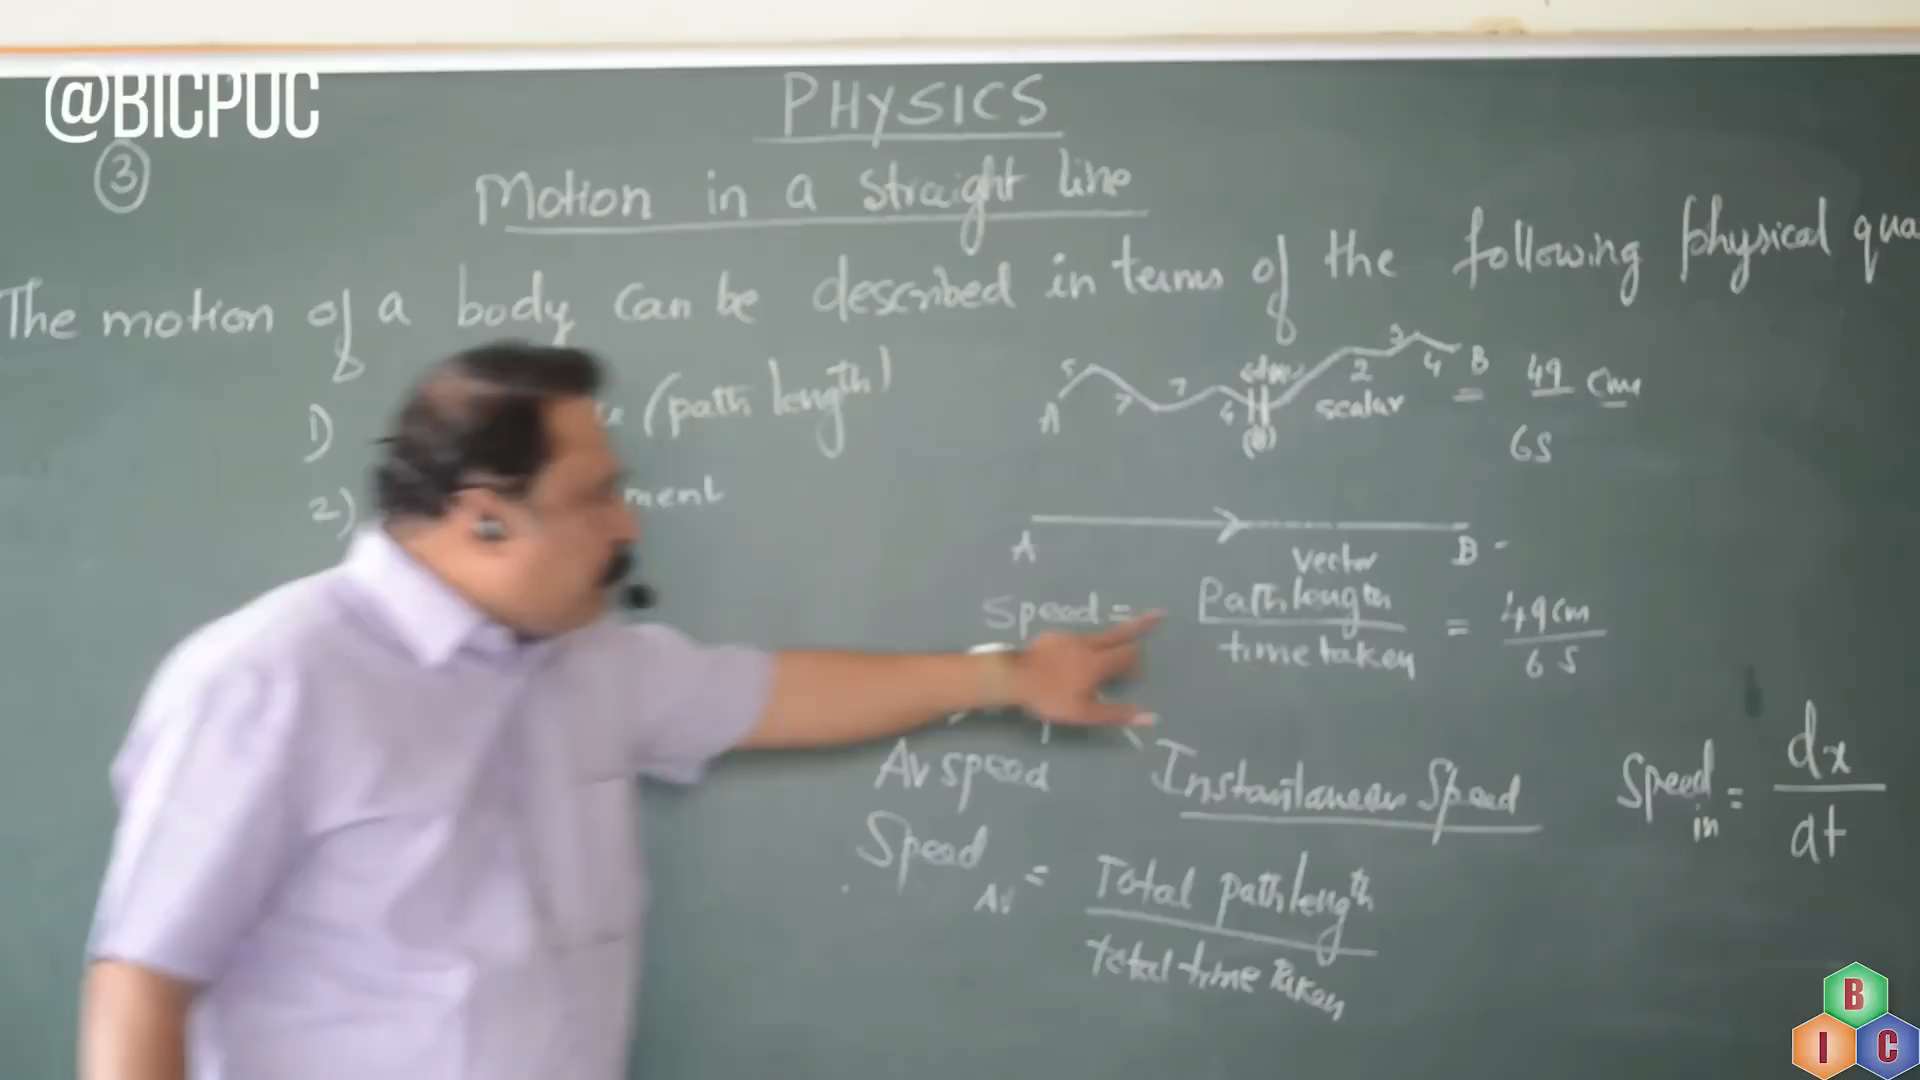 @BICPUC
PHYSICS
3
Motion in a straight line
The motion of a body can be described in terms of the following physical qua
1) (path length)
A 5 7 7 6 2 3 4 B = 49 cm
scalar
6S
2) ment
A B
vector
Speed = Path length / time taken = 49cm / 6 S
Av speed
Instantaneous Speed
Speed in = dx / dt
Speed Av = Total path length / total time taken
B
I C